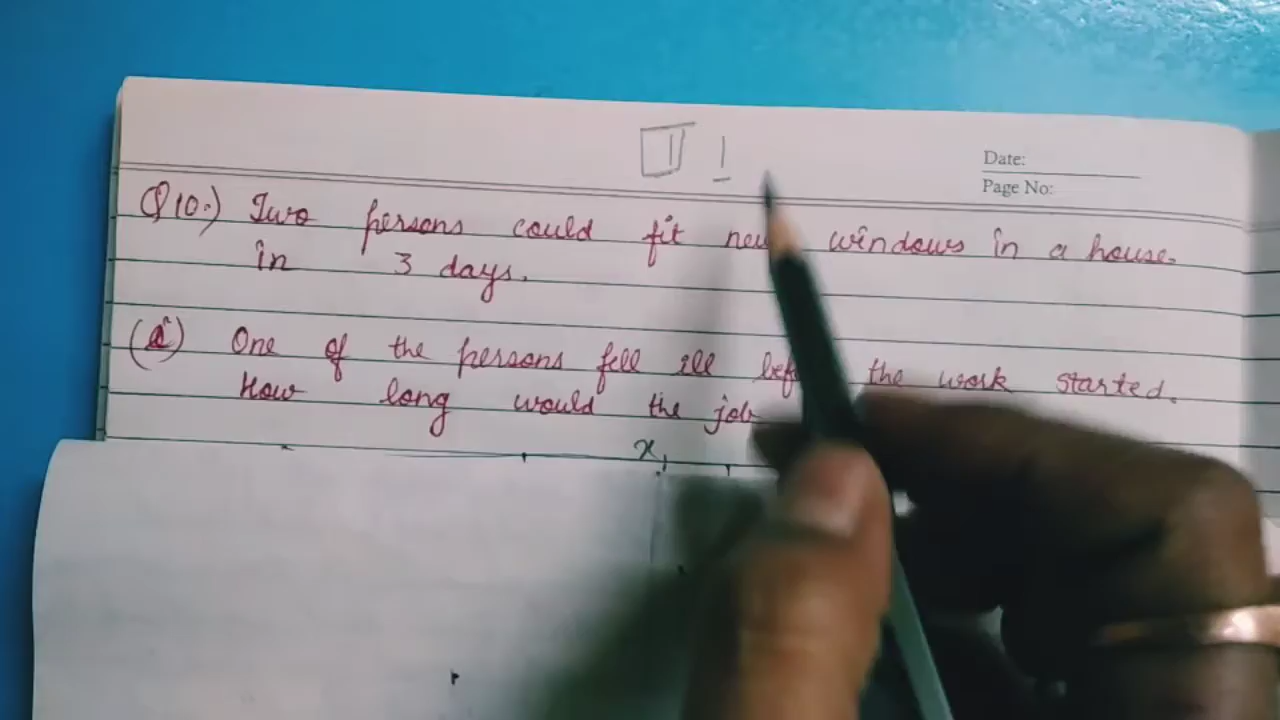 Date:
Page No:
Q10.) Two persons could fit new windows in a house.
in 3 days.
(i) One of the persons fell ill the work started.
How long would the job
x₁